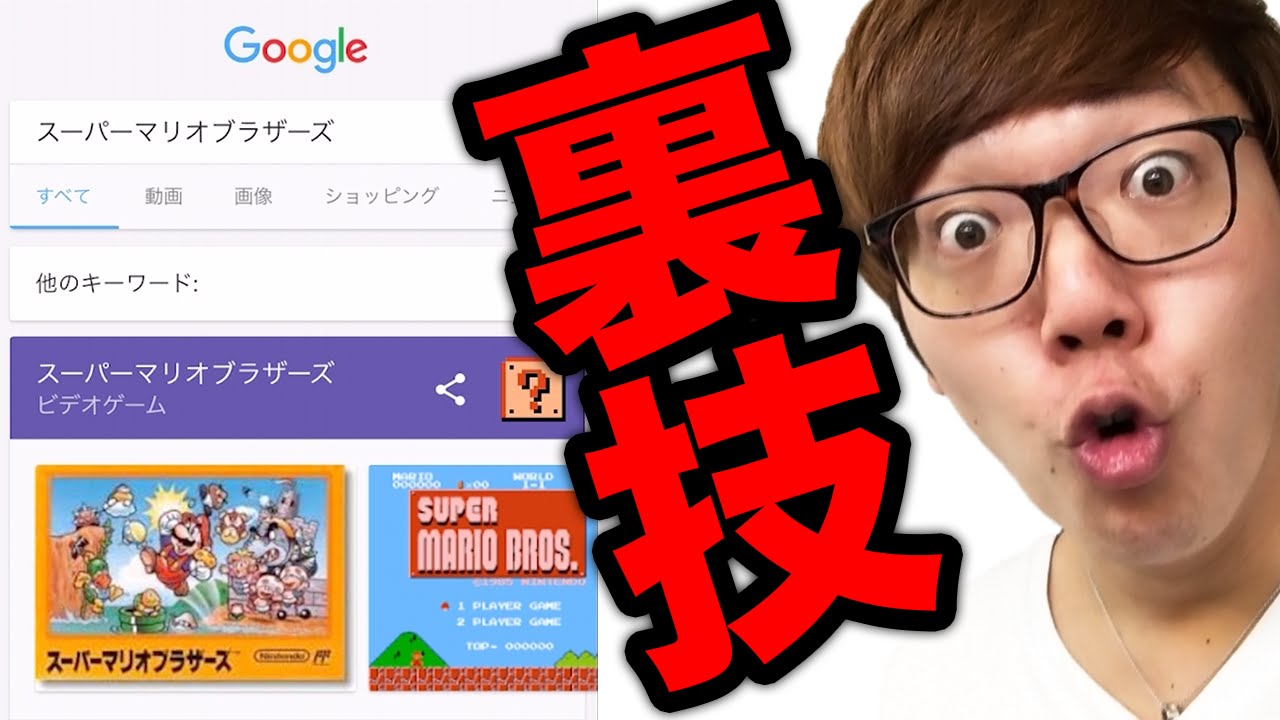 Google
スーパーマリオブラザーズ
すべて 動画 画像 ショッピング
他のキーワード:
スーパーマリオブラザーズ
ビデオゲーム
?
スーパーマリオブラザーズ Nintendo
MARIO WORLD
000000 ×00 1-1
SUPER
MARIO BROS.
©1985 NINTENDO
1 PLAYER GAME
2 PLAYER GAME
TOP- 000000
裏技